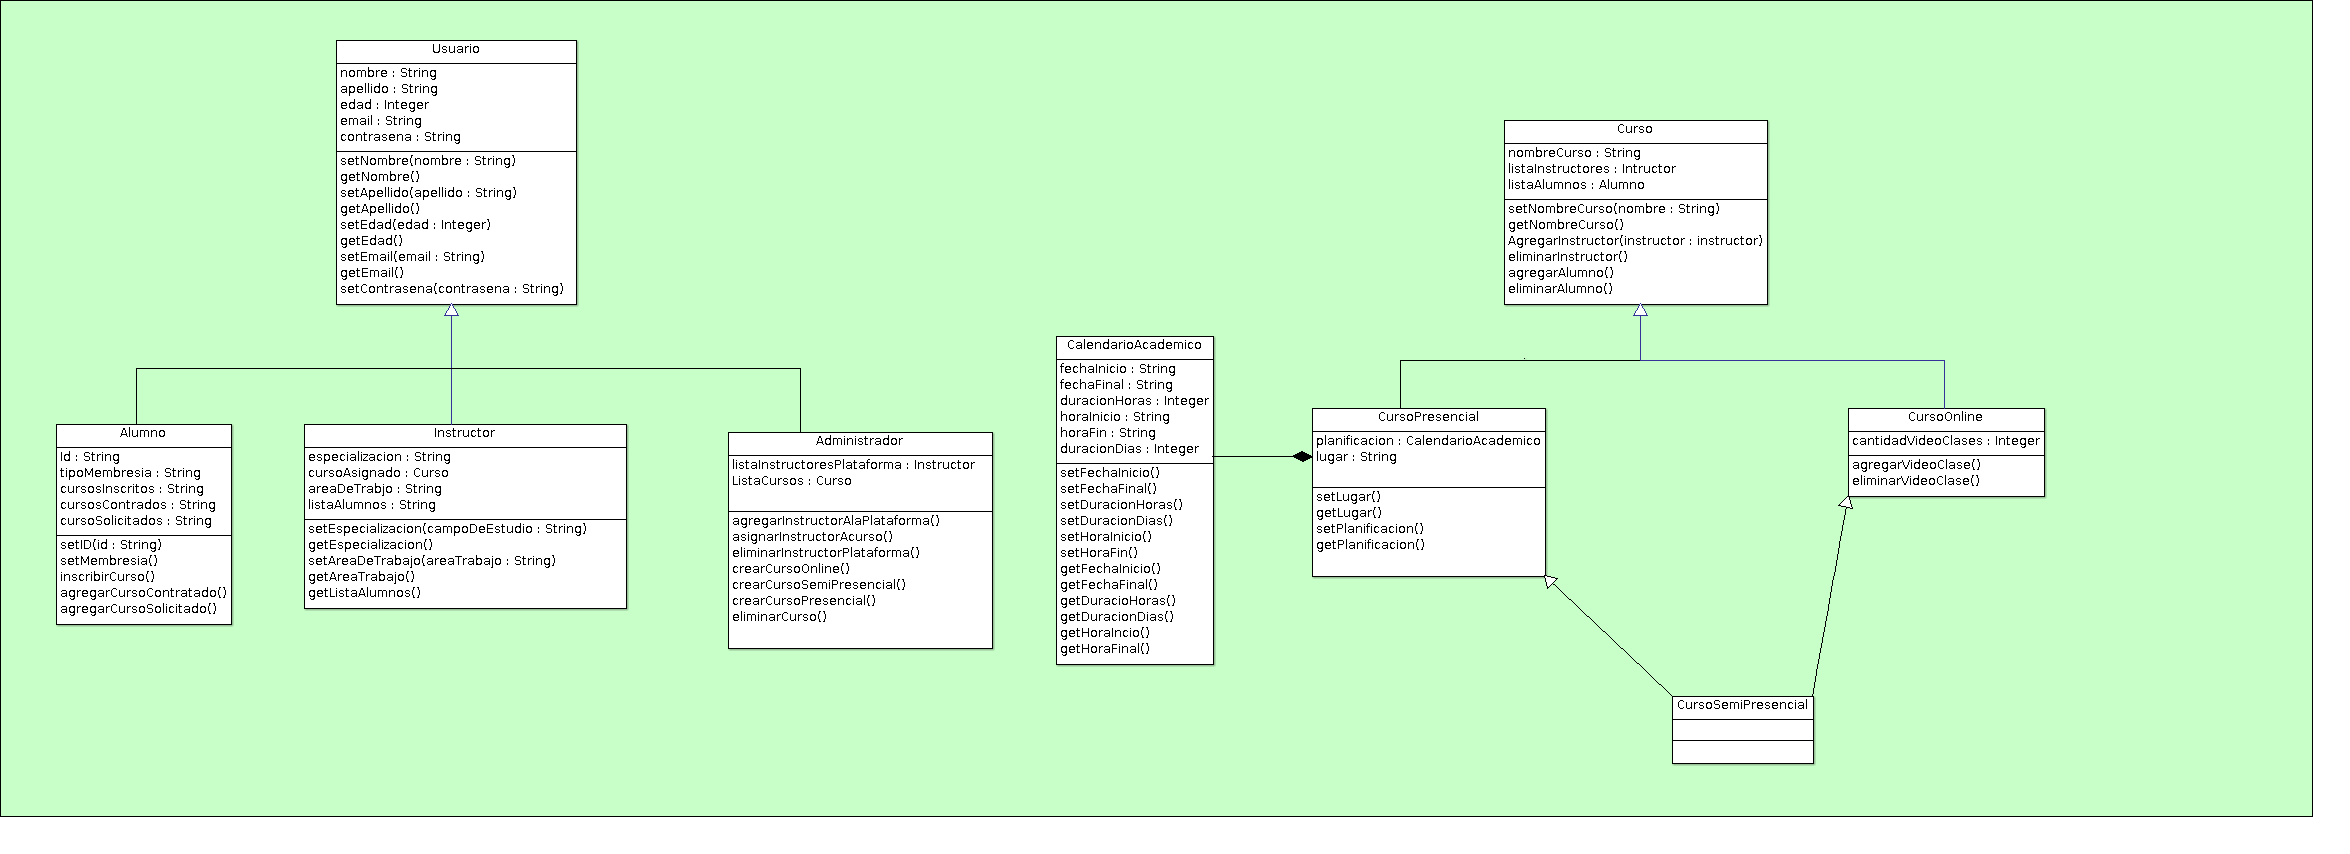 Usuario
nombre : String
apellido : String
edad : Integer
email : String
contrasena : String
setNombre(nombre : String)
getNombre()
setApellido(apellido : String)
getApellido()
setEdad(edad : Integer)
getEdad()
setEmail(email : String)
getEmail()
setContrasena(contrasena : String)
Alumno
Id : String
tipoMembresia : String
cursosInscritos : String
cursosContrados : String
cursoSolicitados : String
setID(id : String)
setMembresia()
inscribirCurso()
agregarCursoContratado()
agregarCursoSolicitado()
Instructor
especializacion : String
cursoAsignado : Curso
areaDeTrabjo : String
listaAlumnos : String
setEspecializacion(campoDeEstudio : String)
getEspecializacion()
setAreaDeTrabajo(areaTrabajo : String)
getAreaTrabajo()
getListaAlumnos()
Administrador
listaInstructoresPlataforma : Instructor
ListaCursos : Curso
agregarInstructorAlaPlataforma()
asignarInstructorAcurso()
eliminarInstructorPlataforma()
crearCursoOnline()
crearCursoSemiPresencial()
crearCursoPresencial()
eliminarCurso()
Curso
nombreCurso : String
listaInstructores : Intructor
listaAlumnos : Alumno
setNombreCurso(nombre : String)
getNombreCurso()
AgregarInstructor(instructor : instructor)
eliminarInstructor()
agregarAlumno()
eliminarAlumno()
CalendarioAcademico
fechaInicio : String
fechaFinal : String
duracionHoras : Integer
horaInicio : String
horaFin : String
duracionDias : Integer
setFechaInicio()
setFechaFinal()
setDuracionHoras()
setDuracionDias()
setHoraInicio()
setHoraFin()
getFechaInicio()
getFechaFinal()
getDuracioHoras()
getDuracionDias()
getHoraIncio()
getHoraFinal()
CursoPresencial
planificacion : CalendarioAcademico
lugar : String
setLugar()
getLugar()
setPlanificacion()
getPlanificacion()
CursoOnline
cantidadVideoClases : Integer
agregarVideoClase()
eliminarVideoClase()
CursoSemiPresencial